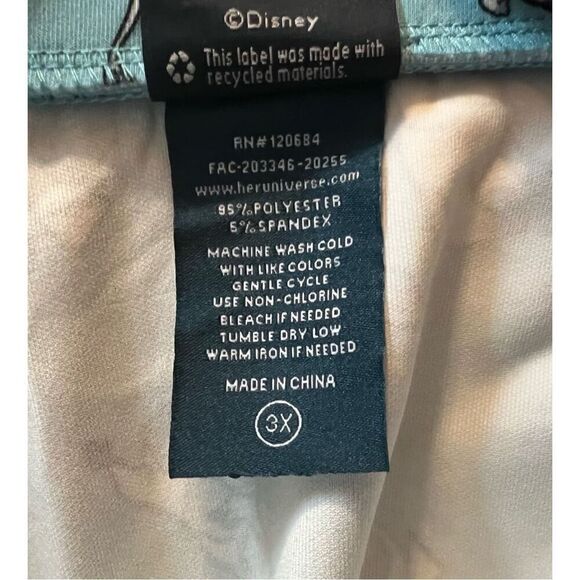 ©Disney
This label was made with
recycled materials.
RN#120684
FAC-203346-20255
www.heruniverse.com
95%POLYESTER
5%SPANDEX
MACHINE WASH COLD
WITH LIKE COLORS
GENTLE CYCLE
USE NON-CHLORINE
BLEACH IF NEEDED
TUMBLE DRY LOW
WARM IRON IF NEEDED
MADE IN CHINA
3X